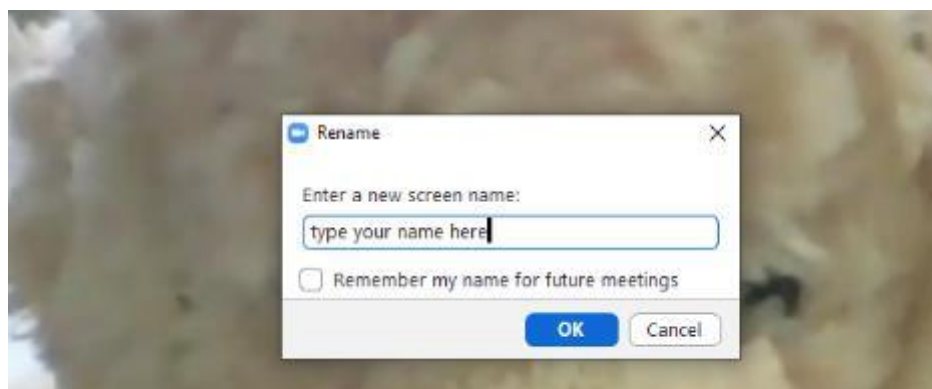 Rename
Enter a new screen name:
type your name here
Remember my name for future meetings
OK Cancel